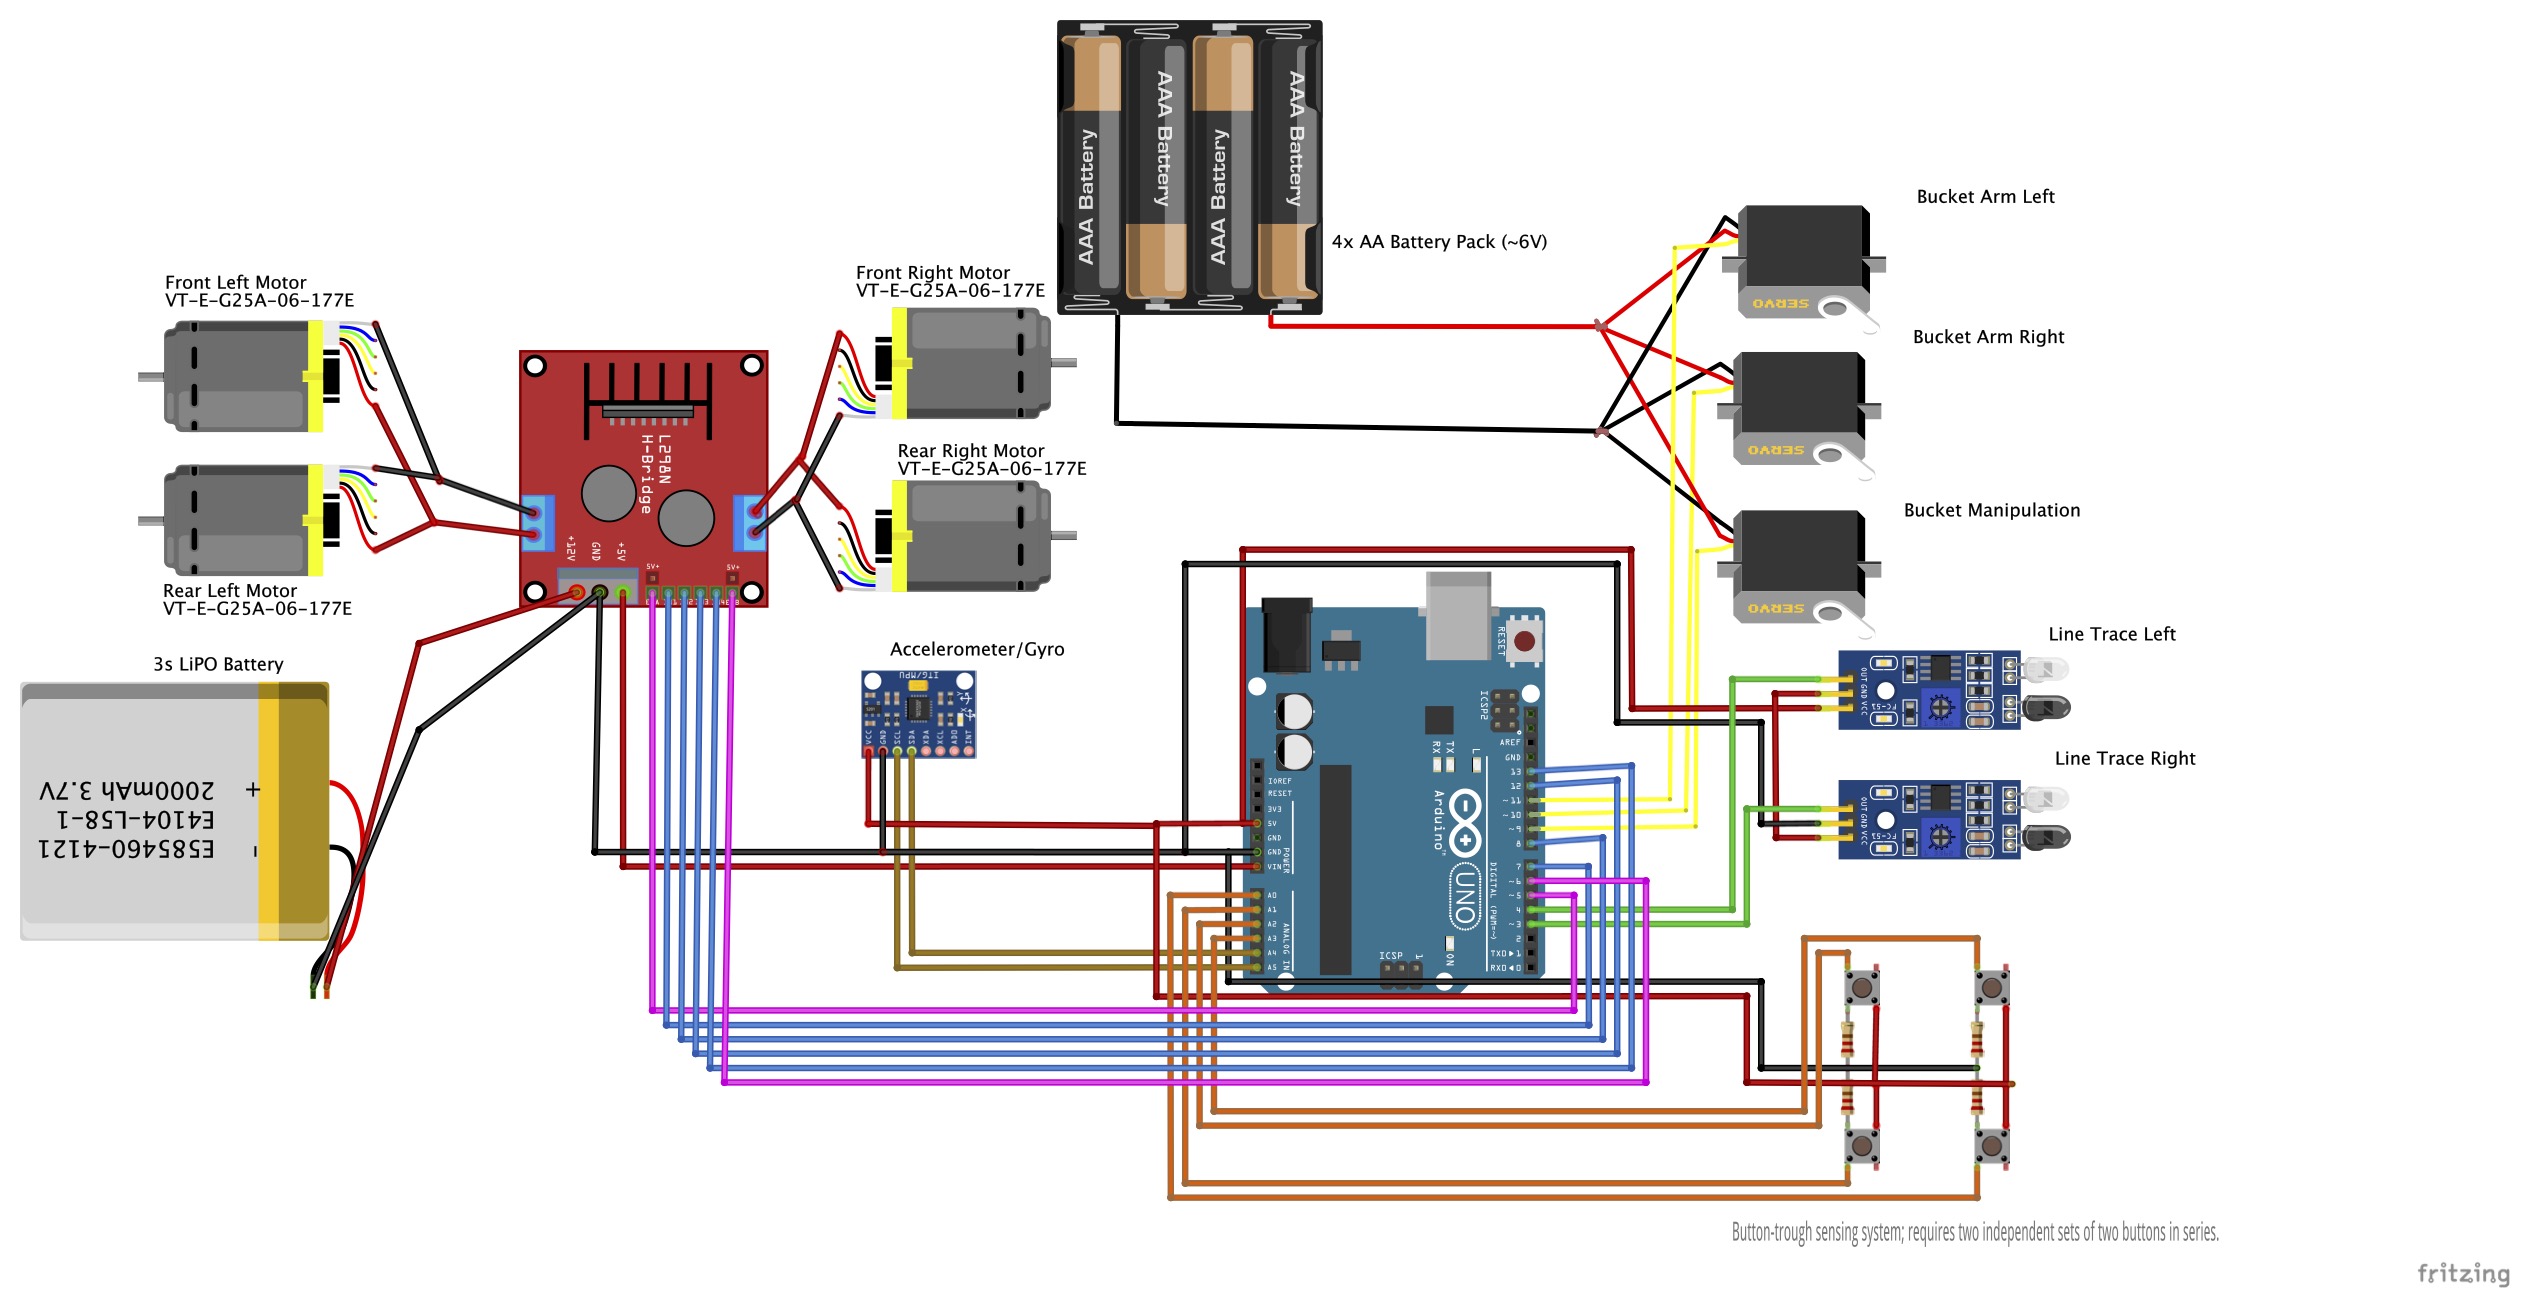 AAA Battery
AAA Battery
AAA Battery
AAA Battery
4x AA Battery Pack (~6V)
Bucket Arm Left
SERVO
Bucket Arm Right
SERVO
Bucket Manipulation
SERVO
Front Left Motor
VT-E-G25A-06-177E
Front Right Motor
VT-E-G25A-06-177E
Rear Right Motor
VT-E-G25A-06-177E
Rear Left Motor
VT-E-G25A-06-177E
L298N
H-Bridge
+12V
GND
+5V
5V+
5V+
3s LiPO Battery
2000mAh 3.7V
+
E4104-L58-1
E585460-4121
-
Accelerometer/Gyro
ITG/MPU
VCC
GND
SCL
SDA
XDA
XCL
ADO
INT
RESET
ICSP2
AREF
GND
13
12
~11
~10
~9
8
7
~6
~5
4
~3
2
TX0▶1
RX0◀0
DIGITAL (PWM=~)
RX
TX
L
Arduino™
UNO
ON
ICSP
1
IOREF
RESET
3V3
5V
GND
GND
VIN
POWER
A0
A1
A2
A3
A4
A5
ANALOG IN
Line Trace Left
OUT
GND
VCC
FC-51
Line Trace Right
OUT
GND
VCC
FC-51
Button-trough sensing system; requires two independent sets of two buttons in series.
fritzing